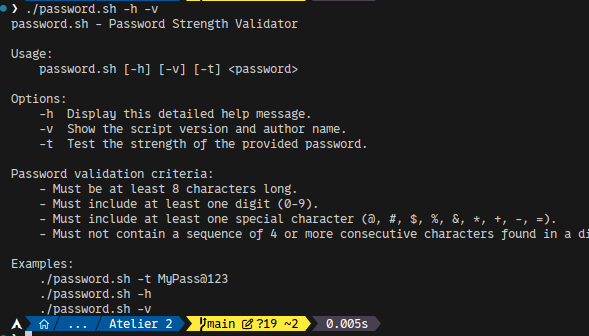 ❯ ./password.sh -h -v
password.sh – Password Strength Validator
Usage:
password.sh [-h] [-v] [-t] <password>
Options:
-h Display this detailed help message.
-v Show the script version and author name.
-t Test the strength of the provided password.
Password validation criteria:
– Must be at least 8 characters long.
– Must include at least one digit (0-9).
– Must include at least one special character (@, #, $, %, &, *, +, -, =).
– Must not contain a sequence of 4 or more consecutive characters found in a di
Examples:
./password.sh -t MyPass@123
./password.sh -h
./password.sh -v
... Atelier 2 main ?19 ~2 0.005s